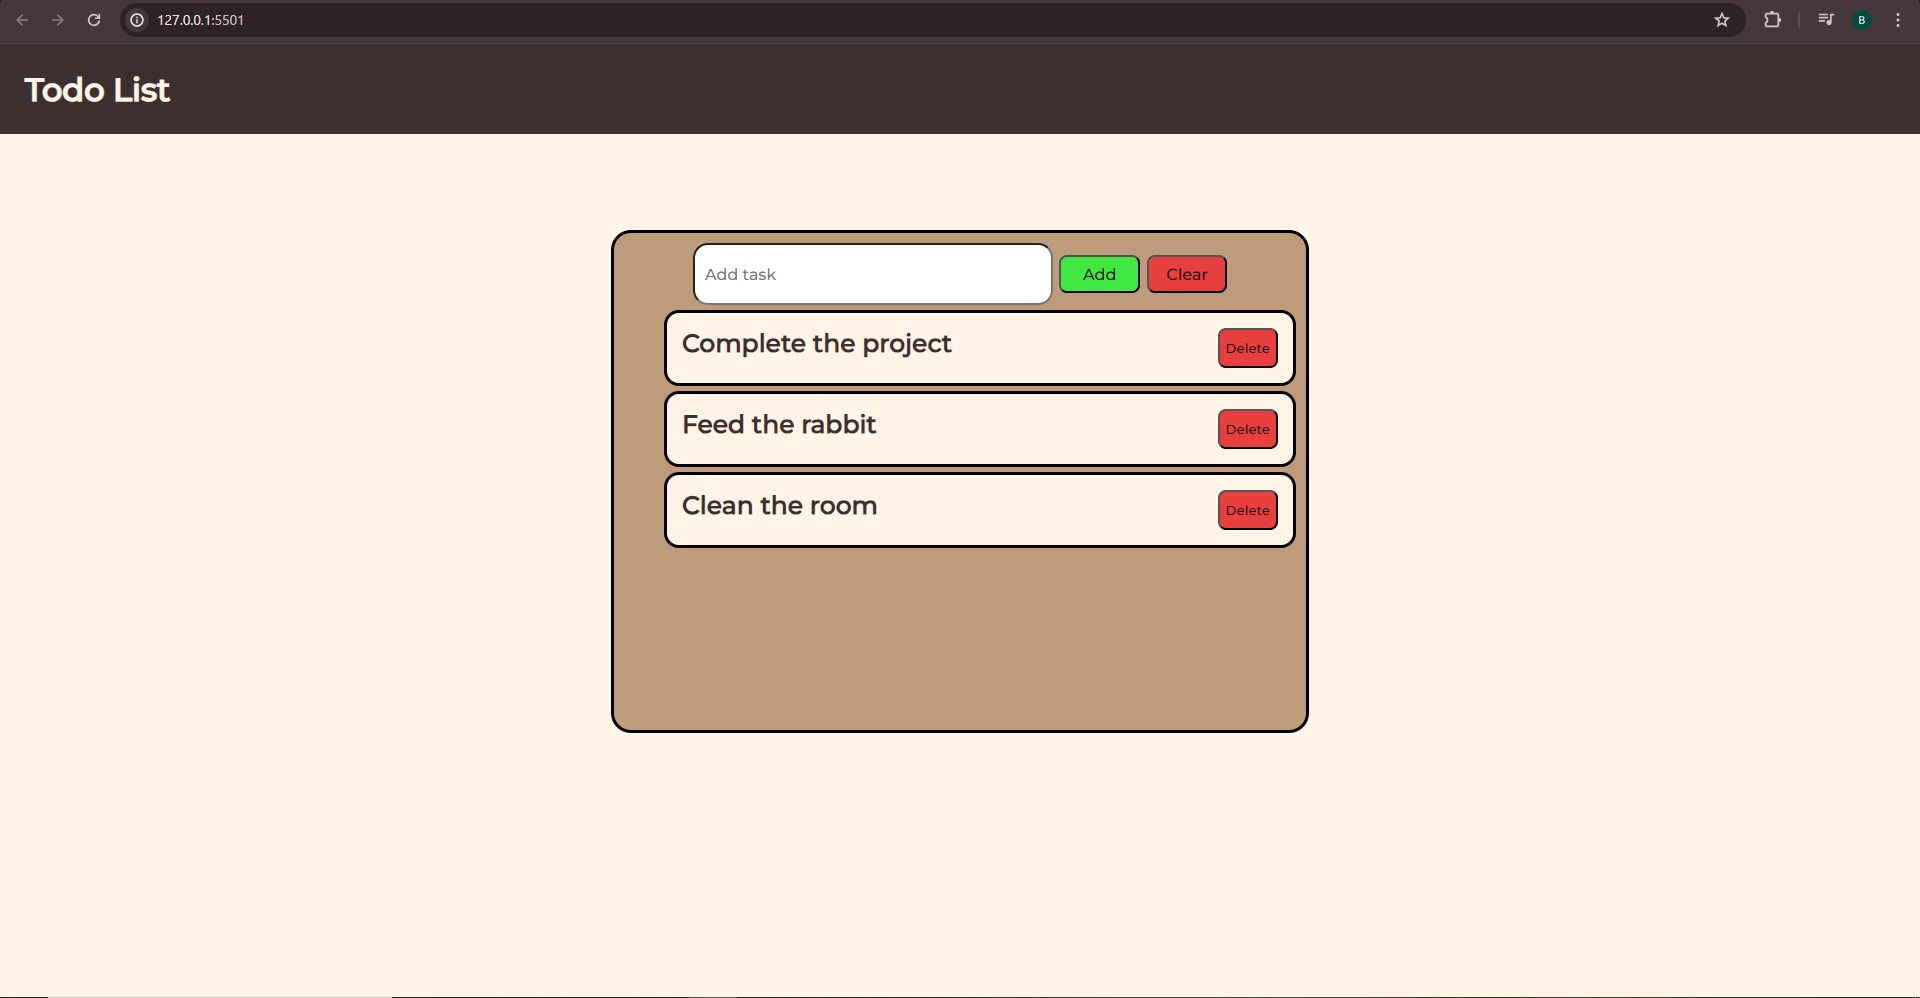 127.0.0.1:5501
B
Todo List
Add task
Add
Clear
Complete the project
Delete
Feed the rabbit
Delete
Clean the room
Delete